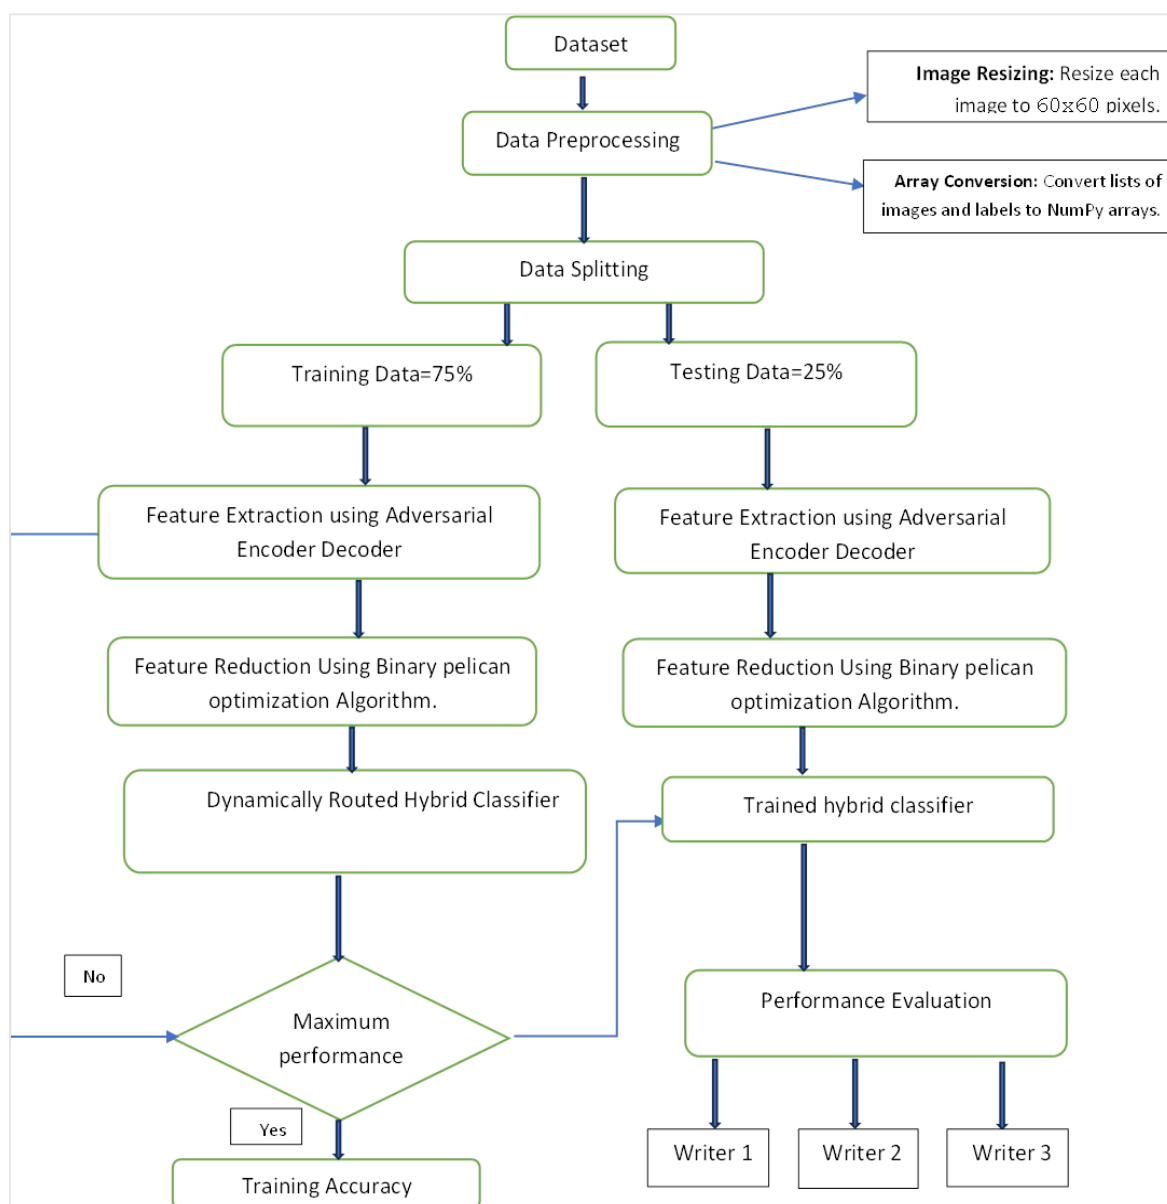 Dataset
Image Resizing: Resize each
image to 60x60 pixels.
Data Preprocessing
Array Conversion: Convert lists of
images and labels to NumPy arrays.
Data Splitting
Training Data=75%
Testing Data=25%
Feature Extraction using Adversarial
Encoder Decoder
Feature Extraction using Adversarial
Encoder Decoder
Feature Reduction Using Binary pelican
optimization Algorithm.
Feature Reduction Using Binary pelican
optimization Algorithm.
Dynamically Routed Hybrid Classifier
Trained hybrid classifier
No
Maximum
performance
Performance Evaluation
Yes
Writer 1
Writer 2
Writer 3
Training Accuracy